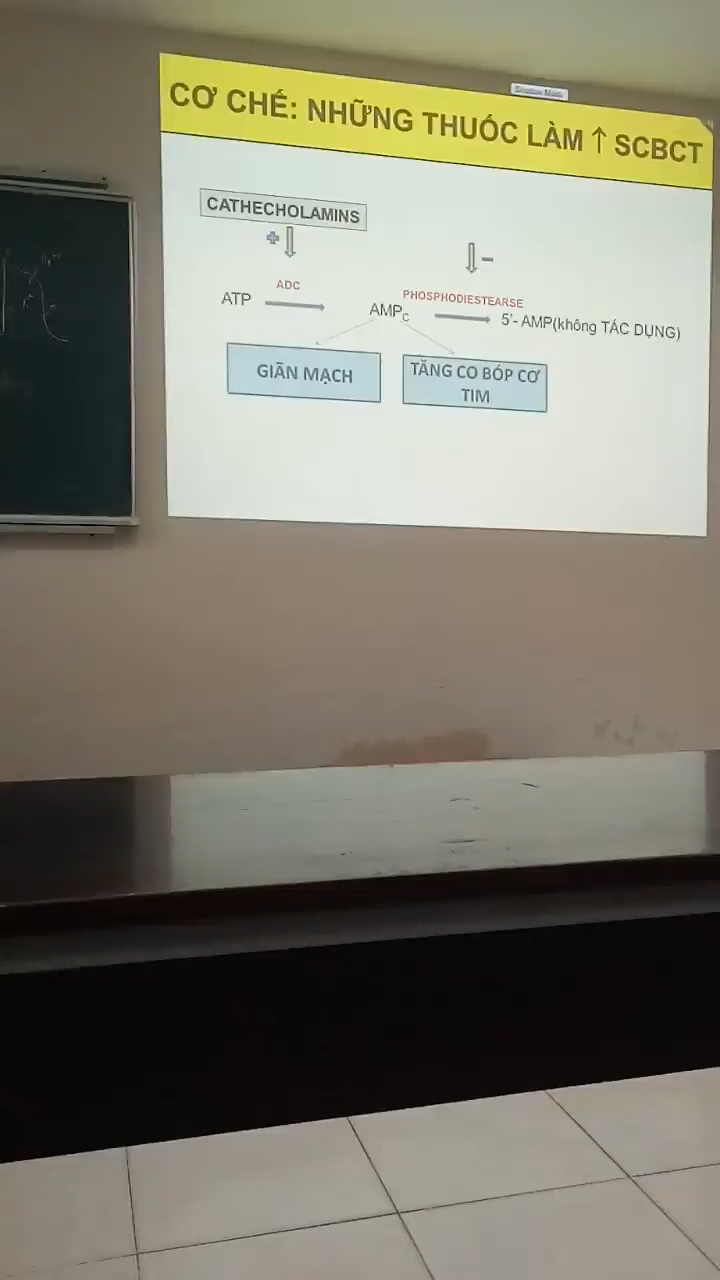 CƠ CHẾ: NHỮNG THUỐC LÀM ↑ SCBCT
CATHECHOLAMINS
+
–
ADC
PHOSPHODIESTEARSE
ATP
AMPC
5'- AMP(không TÁC DỤNG)
GIÃN MẠCH
TĂNG CO BÓP CƠ
TIM